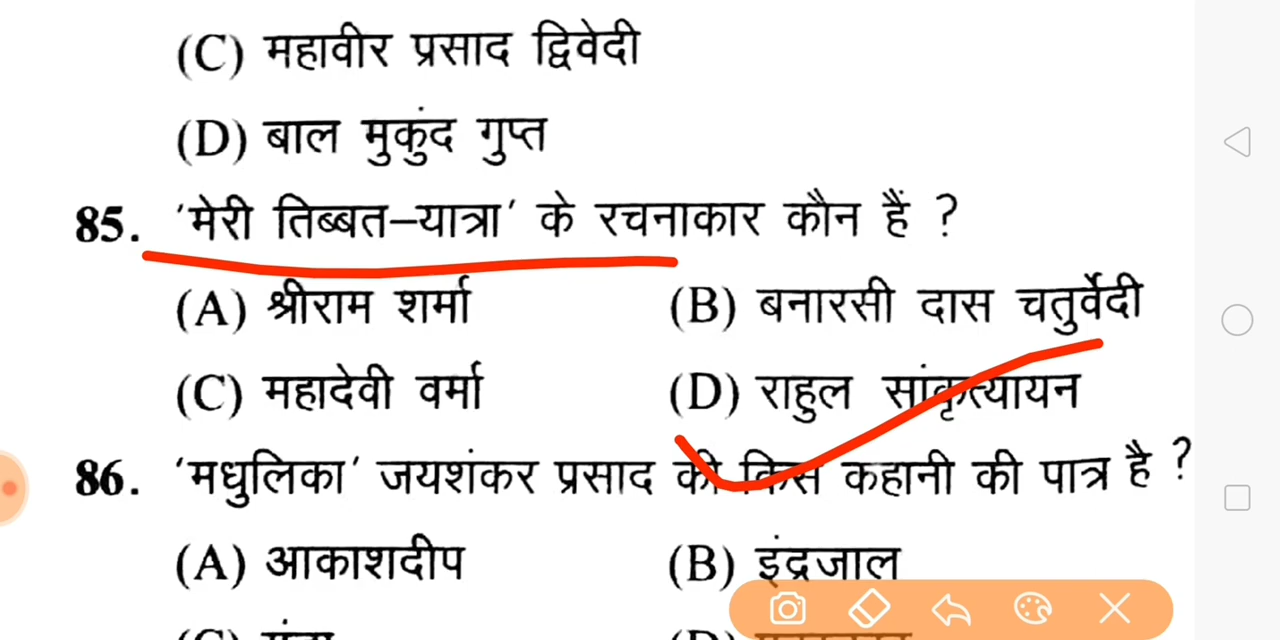 (C) महावीर प्रसाद द्विवेदी
(D) बाल मुकुंद गुप्त
85. 'मेरी तिब्बत–यात्रा' के रचनाकार कौन हैं ?
(A) श्रीराम शर्मा (B) बनारसी दास चतुर्वेदी
(C) महादेवी वर्मा (D) राहुल सांकृत्यायन
86. 'मधुलिका' जयशंकर प्रसाद की किस कहानी की पात्र है ?
(A) आकाशदीप (B) इंद्रजाल